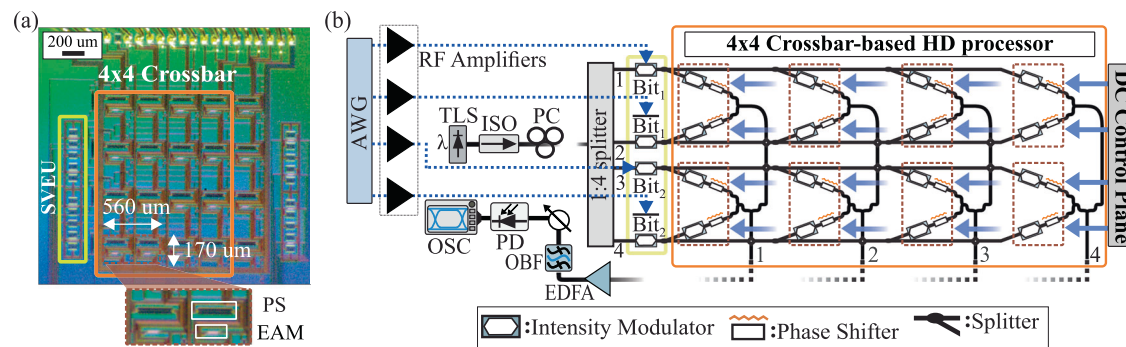 (a)
200 um
4x4 Crossbar
SVEU
560 um
170 um
PS
EAM
(b)
AWG
RF Amplifiers
TLS
ISO
PC
λ
OSC
PD
OBF
EDFA
1:4 splitter
1
2
3
4
Bit₁
B̅i̅t̅₁
Bit₂
B̅i̅t̅₂
4x4 Crossbar-based HD processor
DC Control Plane
1
2
3
4
:Intensity Modulator
:Phase Shifter
:Splitter